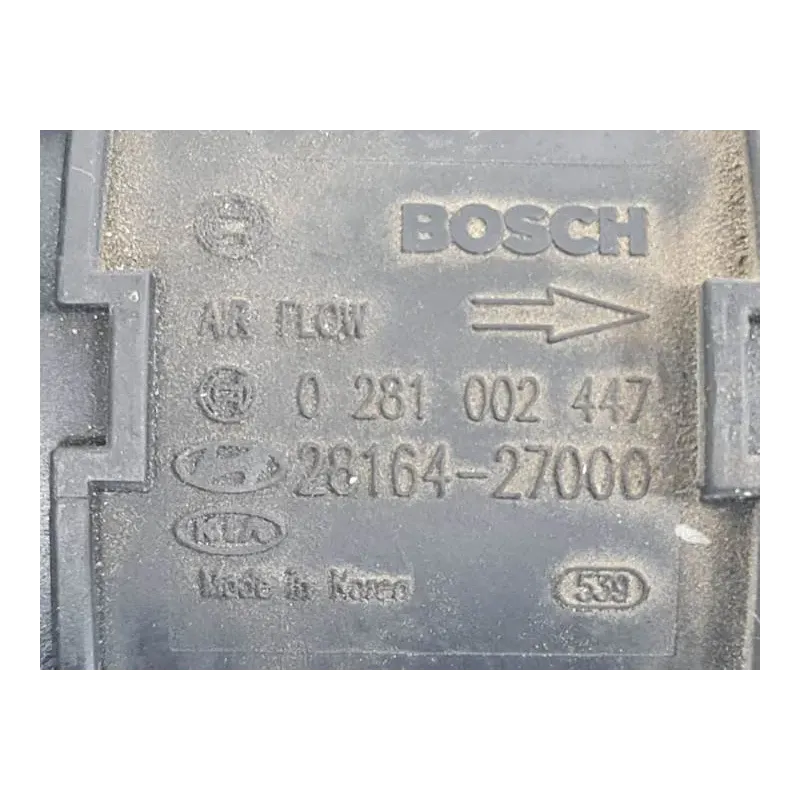 BOSCH
AIR FLOW
0 281 002 447
28164-27000
KIA
Made in Korea
539